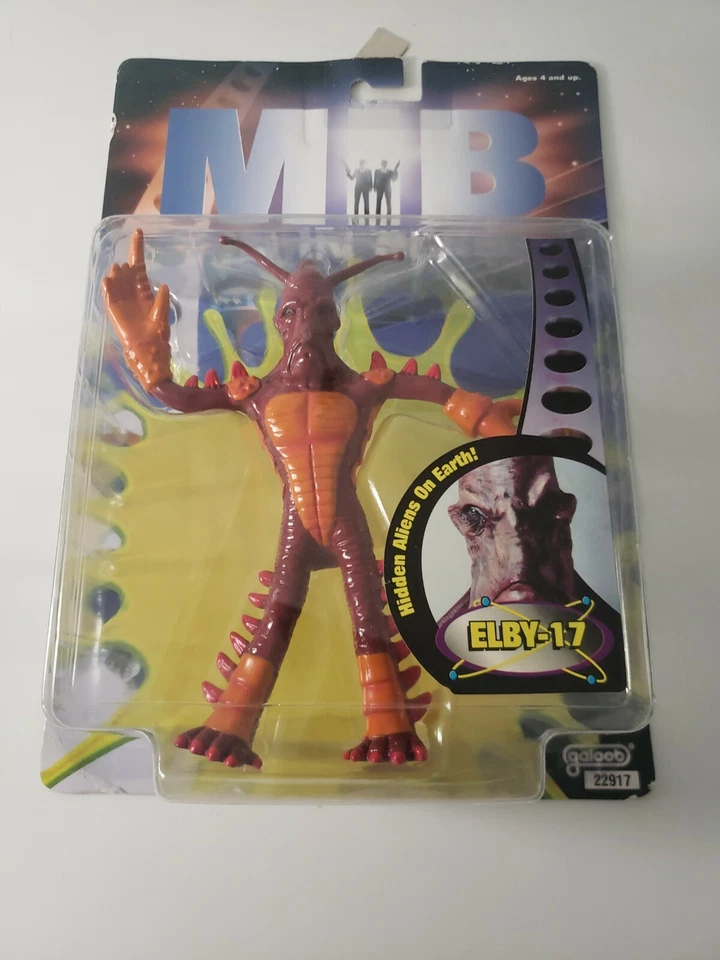 Ages 4 and up.
MIB
Hidden Aliens On Earth!
ELBY-17
galoob
22917